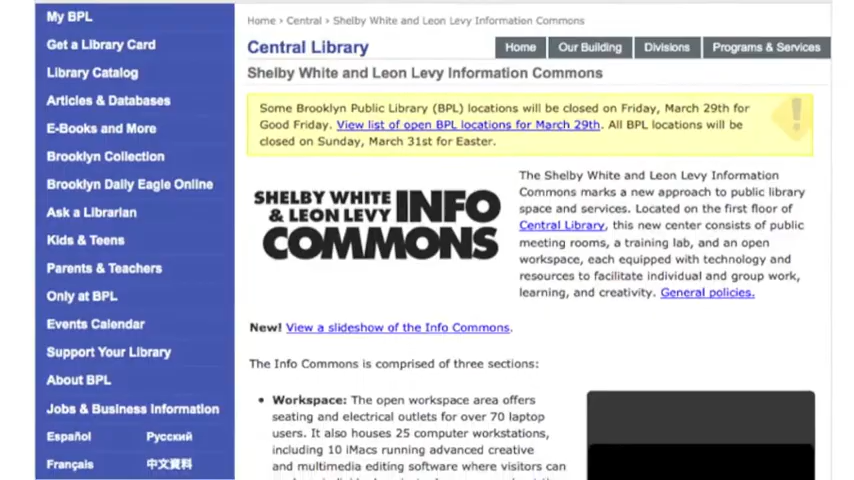 My BPL
Get a Library Card
Library Catalog
Articles & Databases
E-Books and More
Brooklyn Collection
Brooklyn Daily Eagle Online
Ask a Librarian
Kids & Teens
Parents & Teachers
Only at BPL
Events Calendar
Support Your Library
About BPL
Jobs & Business Information
Español Русский
Français 中文資料
Home > Central > Shelby White and Leon Levy Information Commons
Central Library
Home Our Building Divisions Programs & Services
Shelby White and Leon Levy Information Commons
Some Brooklyn Public Library (BPL) locations will be closed on Friday, March 29th for
Good Friday. View list of open BPL locations for March 29th. All BPL locations will be
closed on Sunday, March 31st for Easter.
SHELBY WHITE
& LEON LEVY INFO
COMMONS
The Shelby White and Leon Levy Information
Commons marks a new approach to public library
space and services. Located on the first floor of
Central Library, this new center consists of public
meeting rooms, a training lab, and an open
workspace, each equipped with technology and
resources to facilitate individual and group work,
learning, and creativity. General policies.
New! View a slideshow of the Info Commons.
The Info Commons is comprised of three sections:
• Workspace: The open workspace area offers
seating and electrical outlets for over 70 laptop
users. It also houses 25 computer workstations,
including 10 iMacs running advanced creative
and multimedia editing software where visitors can